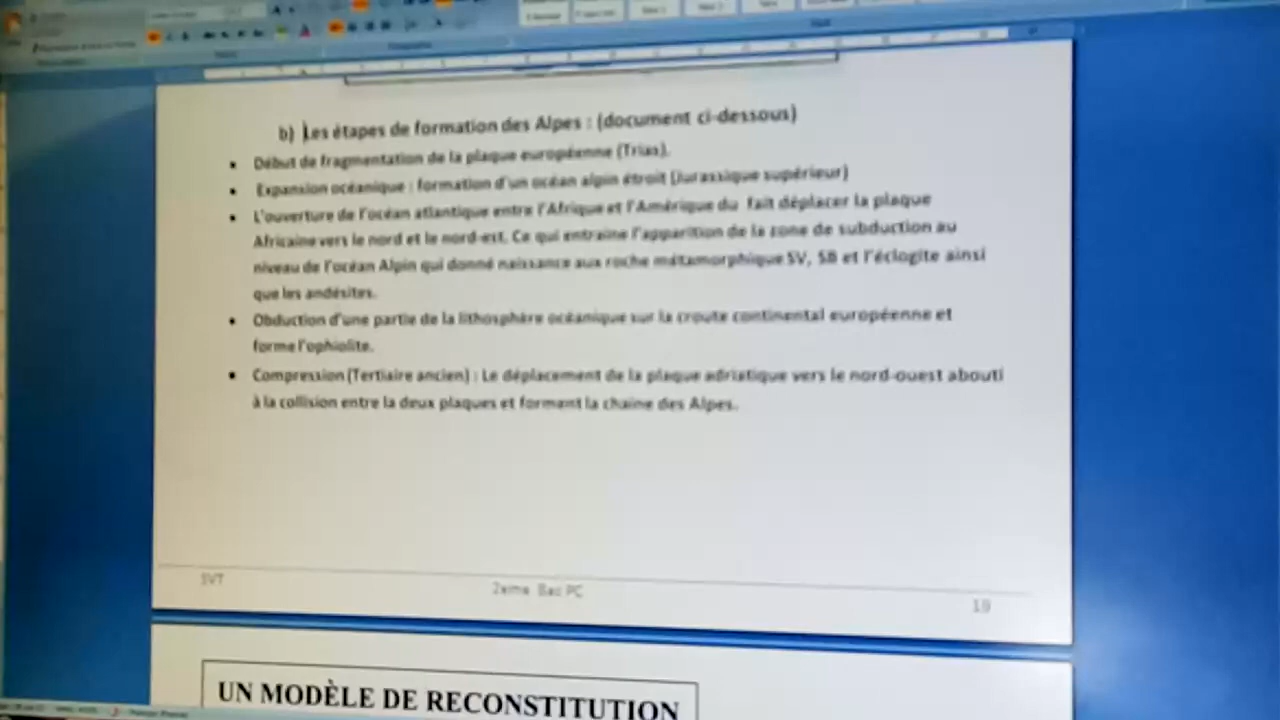 b) Les étapes de formation des Alpes : (document ci-dessous)
• Début de fragmentation de la plaque européenne (Trias).
• Expansion océanique : formation d'un océan alpin étroit (Jurassique supérieur)
• L'ouverture de l'océan atlantique entre l'Afrique et l'Amérique du fait déplacer la plaque
Africaine vers le nord et le nord-est. Ce qui entraine l'apparition de la zone de subduction au
niveau de l'océan Alpin qui donné naissance aux roche métamorphique SV, SB et l'éclogite ainsi
que les andésites.
• Obduction d'une partie de la lithosphère océanique sur la croute continental européenne et
forme l'ophiolite.
• Compression (Tertiaire ancien) : Le déplacement de la plaque adriatique vers le nord-ouest abouti
à la collision entre la deux plaques et forment la chaine des Alpes.
SVT
2eime Bac PC
19
UN MODÈLE DE RECONSTITUTION